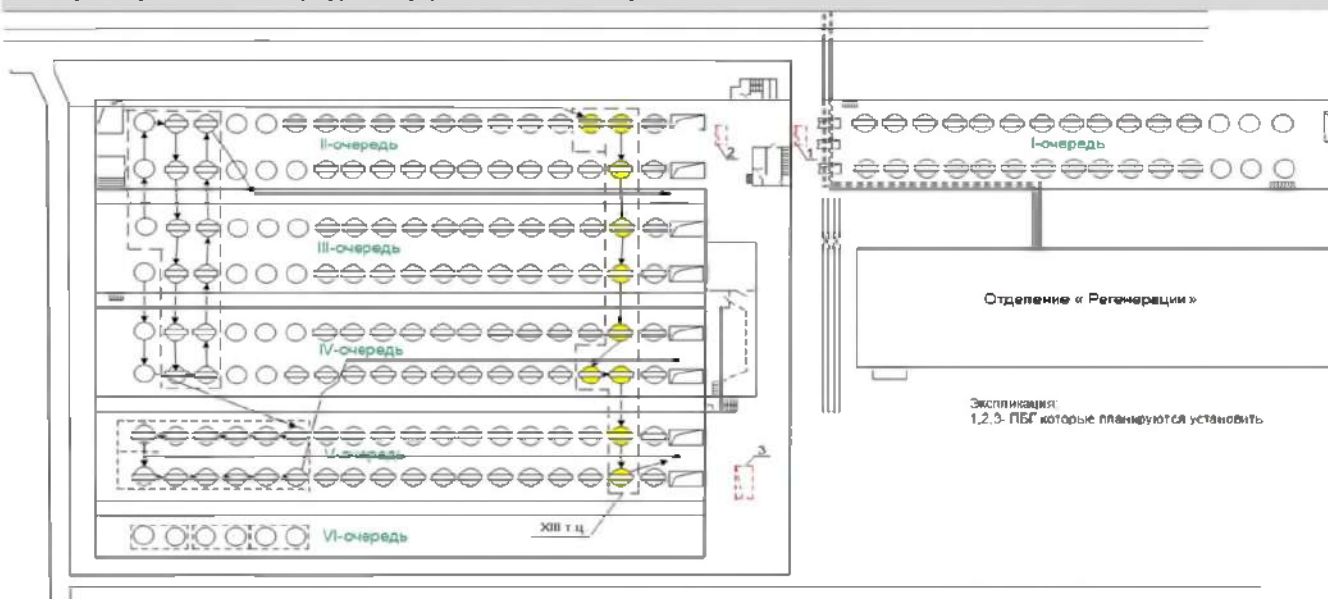 II-очередь
2
1
I-очередь
III-очередь
Отделение « Регенерации »
IV-очередь
Экспликация:
1,2,3- ПБГ которые планируются установить
V-очередь
3
XIII т.ц.
VI-очередь